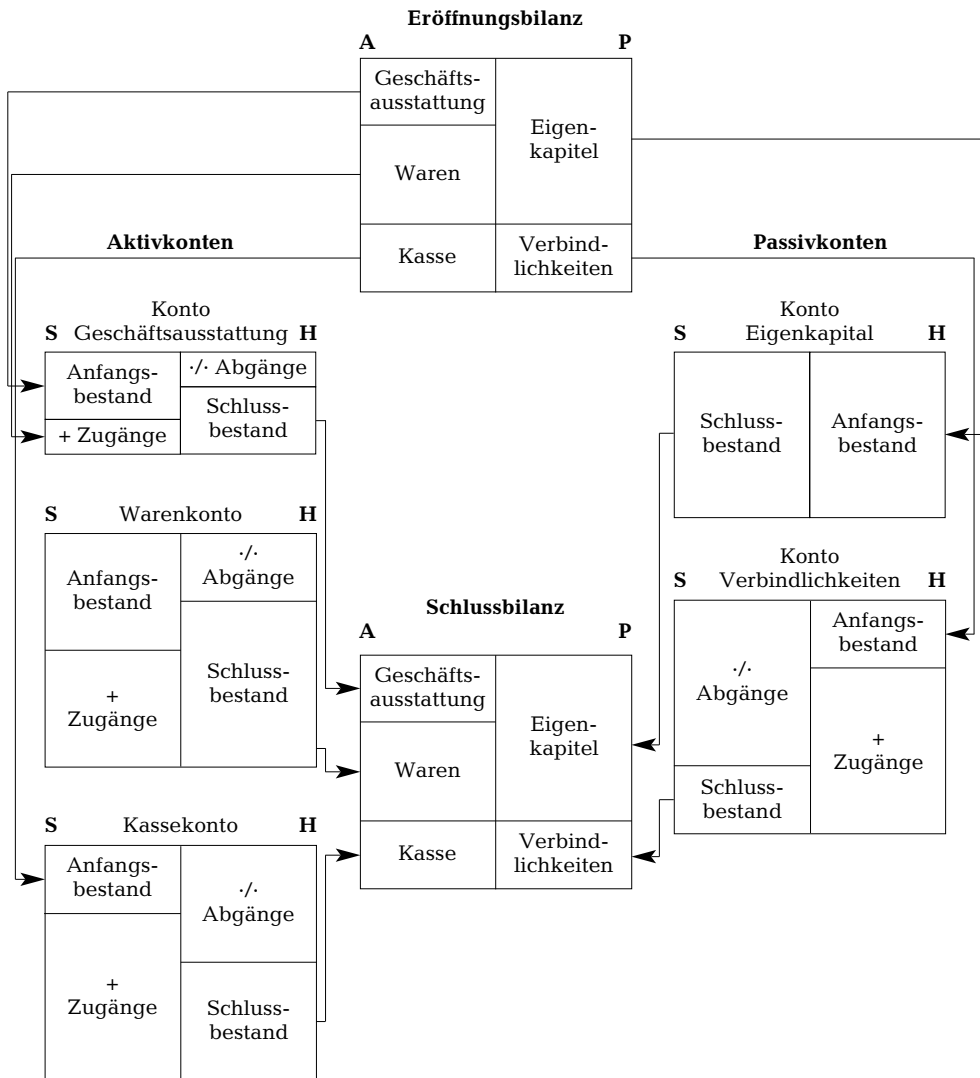 Eröffnungsbilanz
A P
Geschäfts-
ausstattung
Eigen-
kapitel
Waren
Kasse
Verbind-
lichkeiten
Aktivkonten
Passivkonten
Konto
S Geschäftsausstattung H
Anfangs-
bestand
·/· Abgänge
Schluss-
bestand
+ Zugänge
Konto
S Eigenkapital H
Schluss-
bestand
Anfangs-
bestand
S Warenkonto H
Anfangs-
bestand
·/·
Abgänge
+
Zugänge
Schluss-
bestand
Konto
S Verbindlichkeiten H
·/·
Abgänge
Anfangs-
bestand
Schluss-
bestand
+
Zugänge
Schlussbilanz
A P
Geschäfts-
ausstattung
Eigen-
kapitel
Waren
Kasse
Verbind-
lichkeiten
S Kassekonto H
Anfangs-
bestand
·/·
Abgänge
+
Zugänge
Schluss-
bestand